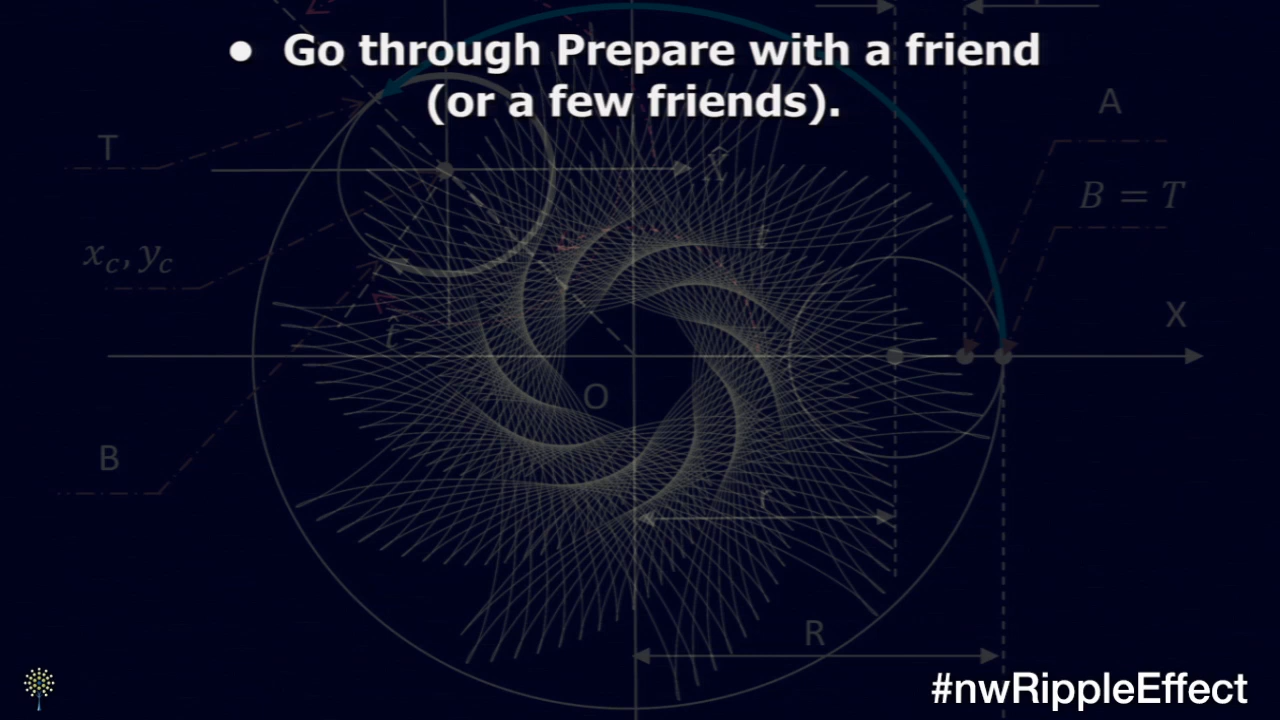 • Go through Prepare with a friend
(or a few friends).
A
T
X̂
B = T
t
x_c, y_c
X
t̂
O
B
r
R
#nwRippleEffect